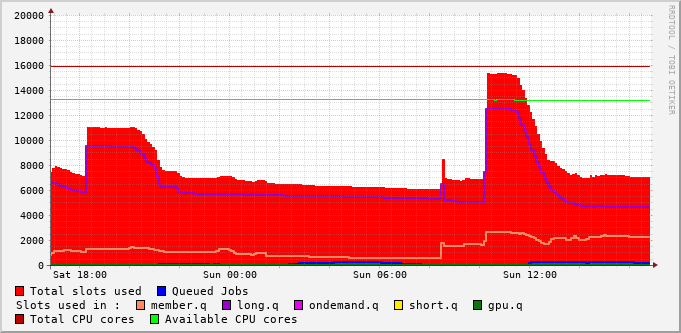 20000
18000
16000
14000
12000
10000
8000
6000
4000
2000
0
Sat 18:00 Sun 00:00 Sun 06:00 Sun 12:00
RRDTOOL / TOBI OETIKER
Total slots used Queued Jobs
Slots used in : member.q long.q ondemand.q short.q gpu.q
Total CPU cores Available CPU cores